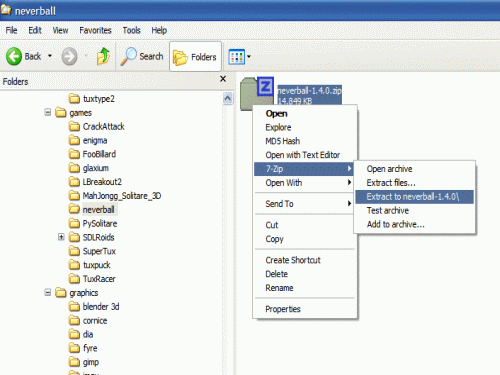 neverball
File Edit View Favorites Tools Help
Back Search Folders
Folders
tuxtype2
games
CrackAttack
enigma
FooBillard
glaxium
LBreakout2
MahJongg_Solitare_3D
neverball
PySolitare
SDLRoids
SuperTux
tuxpuck
TuxRacer
graphics
blender 3d
cornice
dia
fyre
gimp
Z
neverball-1.4.0.zip
14,849 KB
Open
Explore
MD5 Hash
Open with Text Editor
7-Zip
Open With
Send To
Cut
Copy
Create Shortcut
Delete
Rename
Properties
Open archive
Extract files...
Extract to neverball-1.4.0\
Test archive
Add to archive...